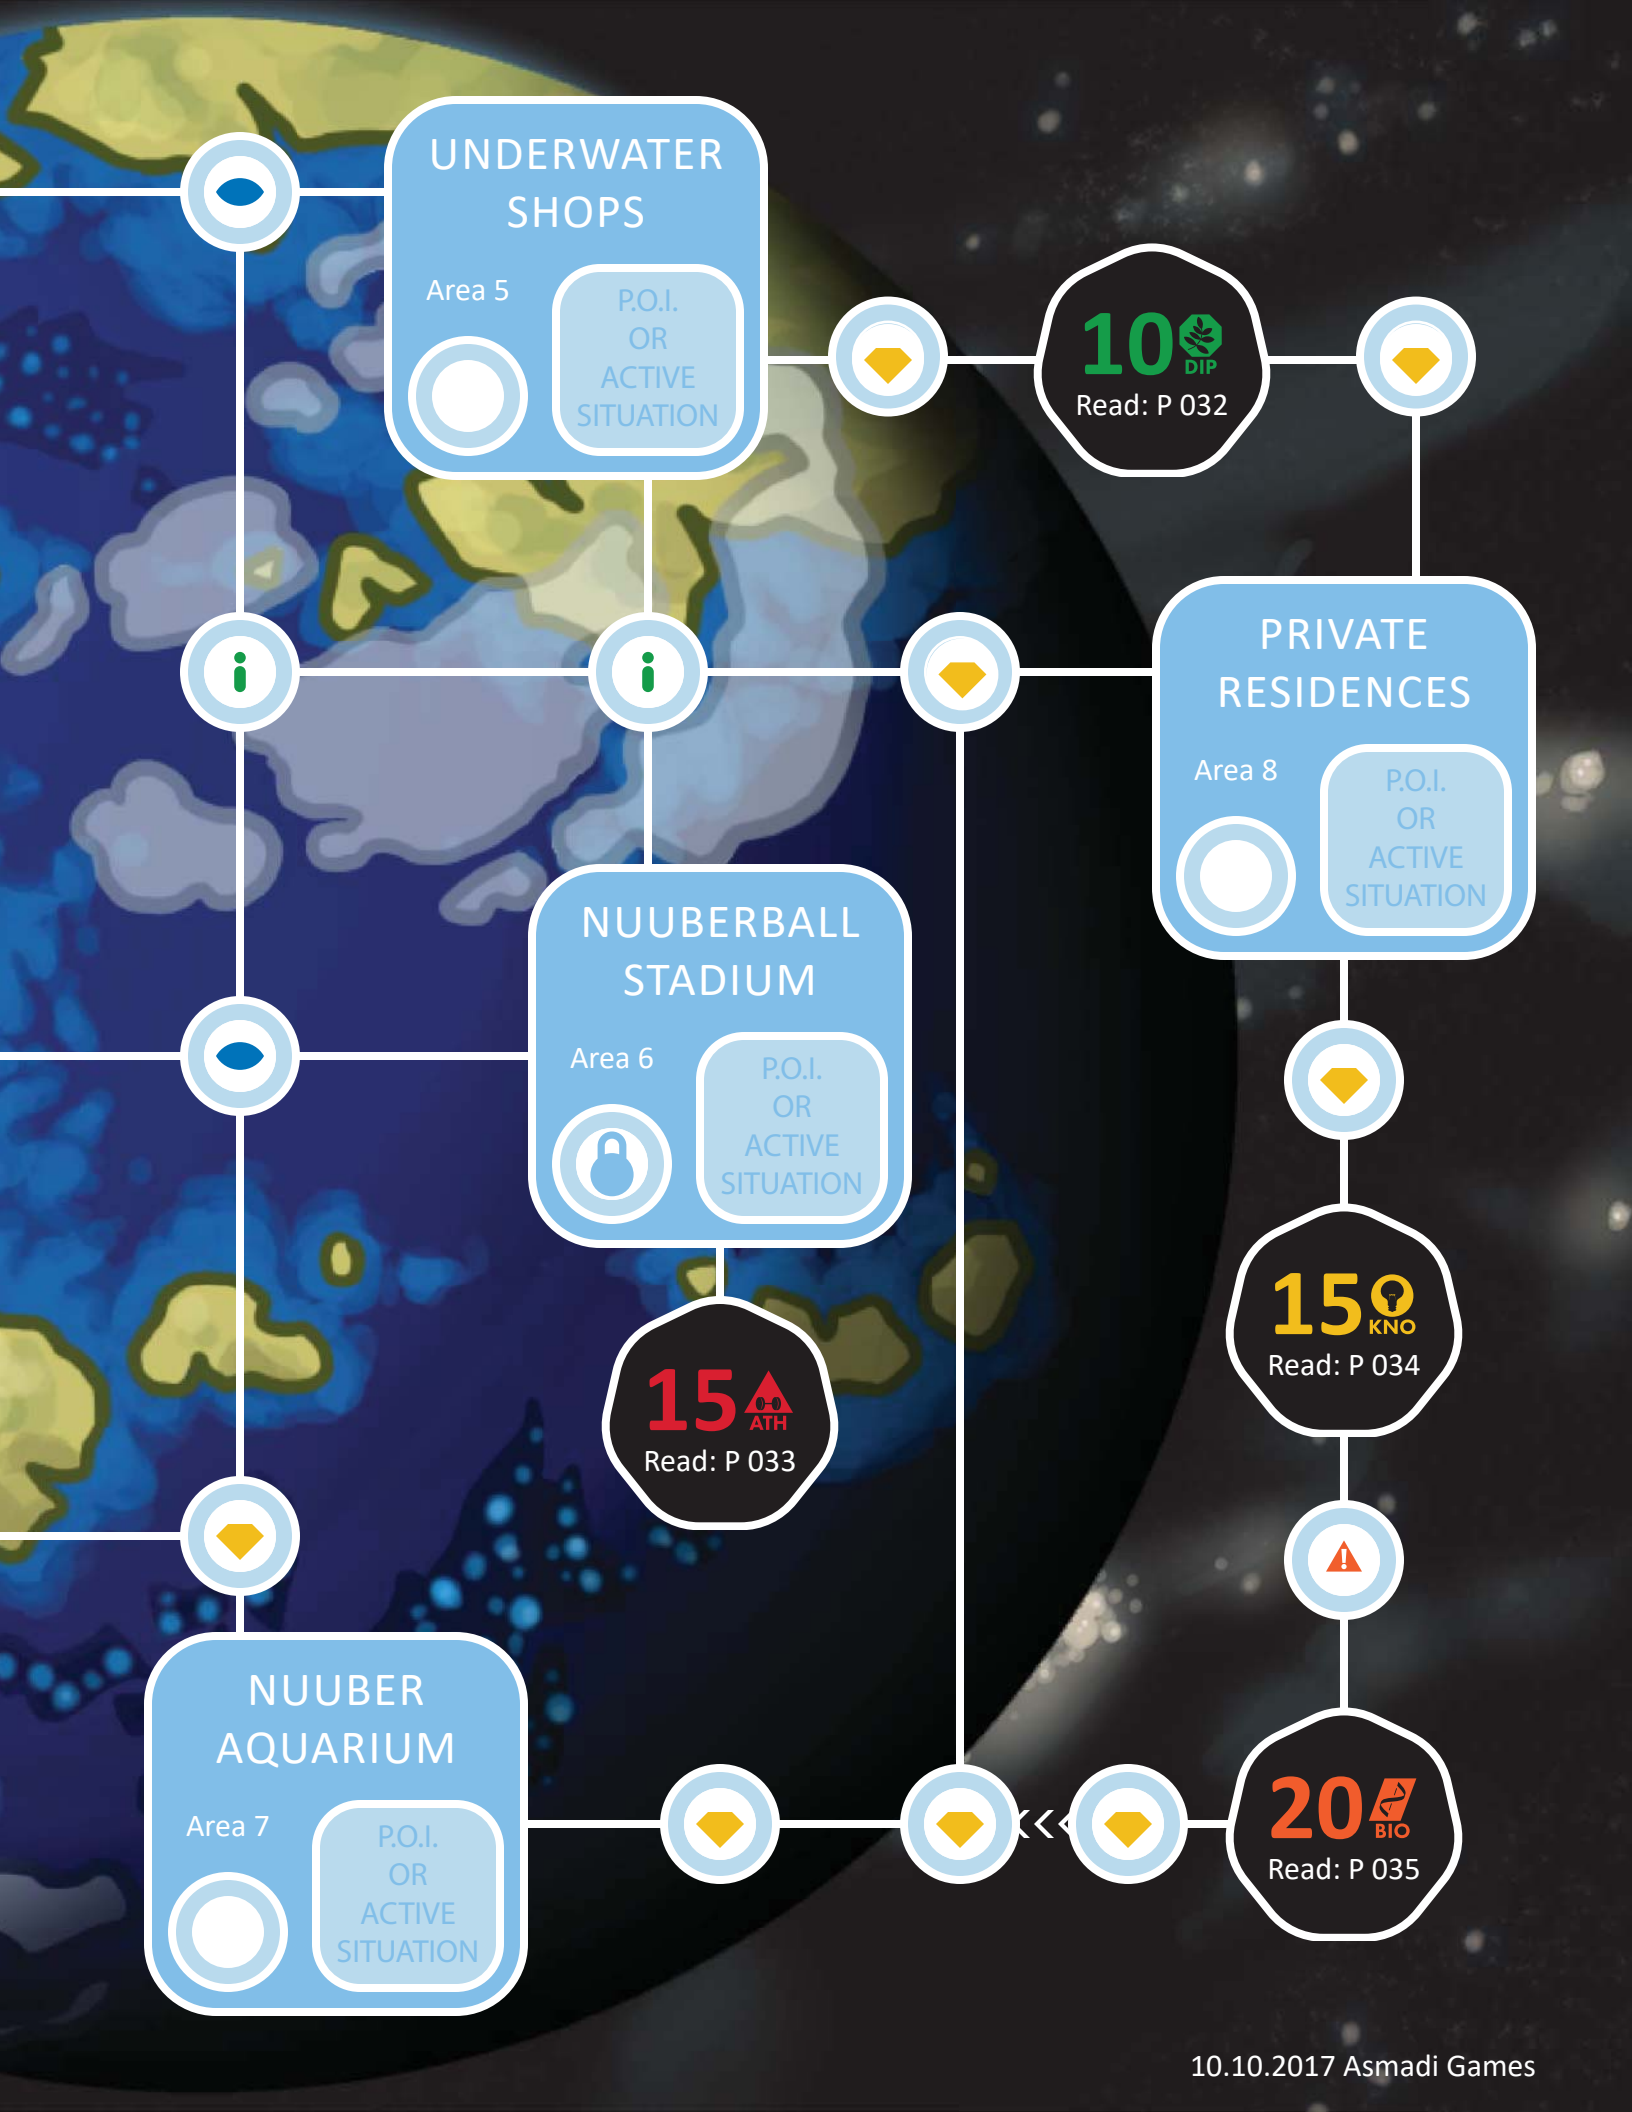 UNDERWATER
SHOPS
Area 5
P.O.I.
OR
ACTIVE
SITUATION
10 DIP
Read: P 032
PRIVATE
RESIDENCES
Area 8
P.O.I.
OR
ACTIVE
SITUATION
NUUBERBALL
STADIUM
Area 6
P.O.I.
OR
ACTIVE
SITUATION
15 KNO
Read: P 034
15 ATH
Read: P 033
NUUBER
AQUARIUM
Area 7
P.O.I.
OR
ACTIVE
SITUATION
20 BIO
Read: P 035
10.10.2017 Asmadi Games